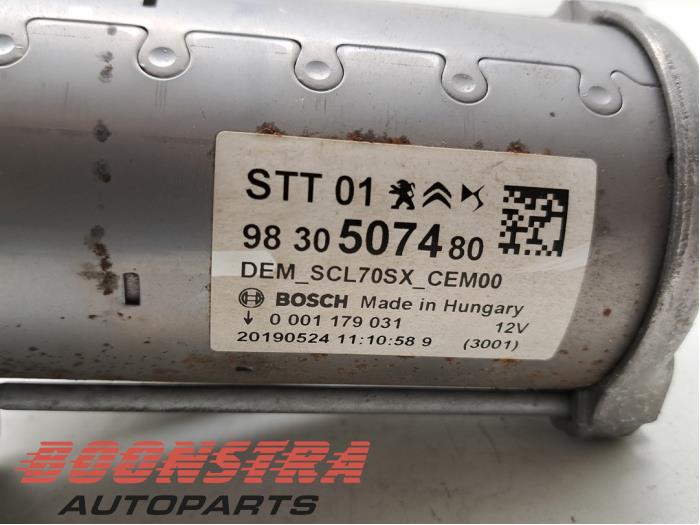 STT 01
98 30 5074 80
DEM_SCL70SX_CEM00
BOSCH Made in Hungary
0 001 179 031 12V
20190524 11:10:58 9 (3001)
BOONSTRA
AUTOPARTS